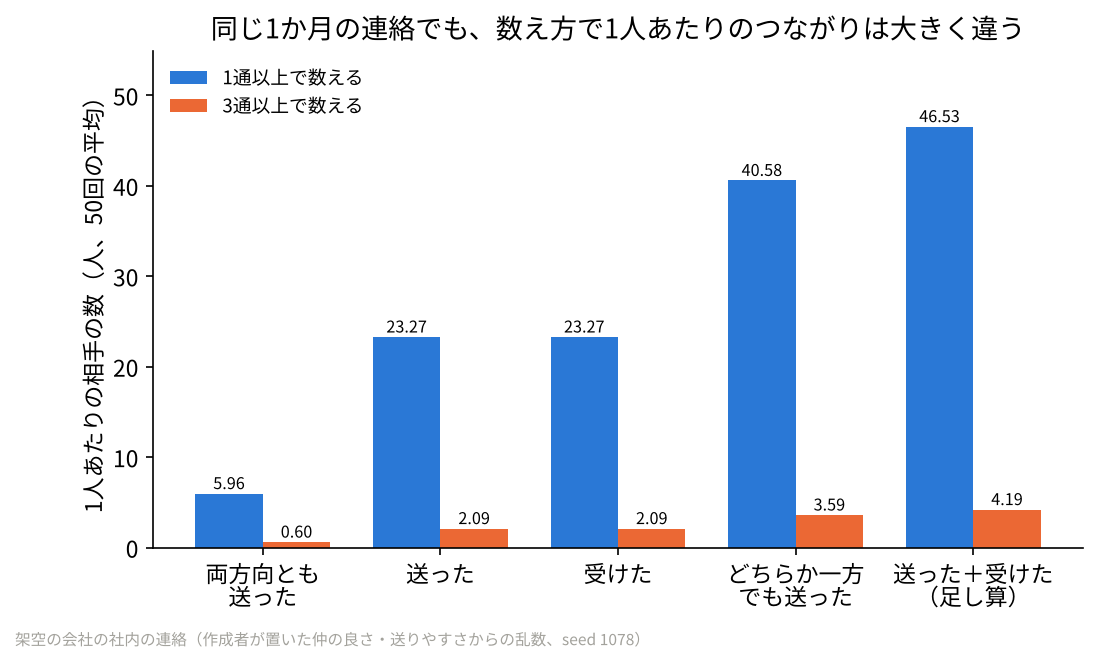 同じ1か月の連絡でも、数え方で1人あたりのつながりは大きく違う
1通以上で数える
3通以上で数える
1人あたりの相手の数（人、50回の平均）
50
40
30
20
10
0
5.96
0.60
23.27
2.09
23.27
2.09
40.58
3.59
46.53
4.19
両方向とも
送った
送った
受けた
どちらか一方
でも送った
送った＋受けた
（足し算）
架空の会社の社内の連絡（作成者が置いた仲の良さ・送りやすさからの乱数、seed 1078）